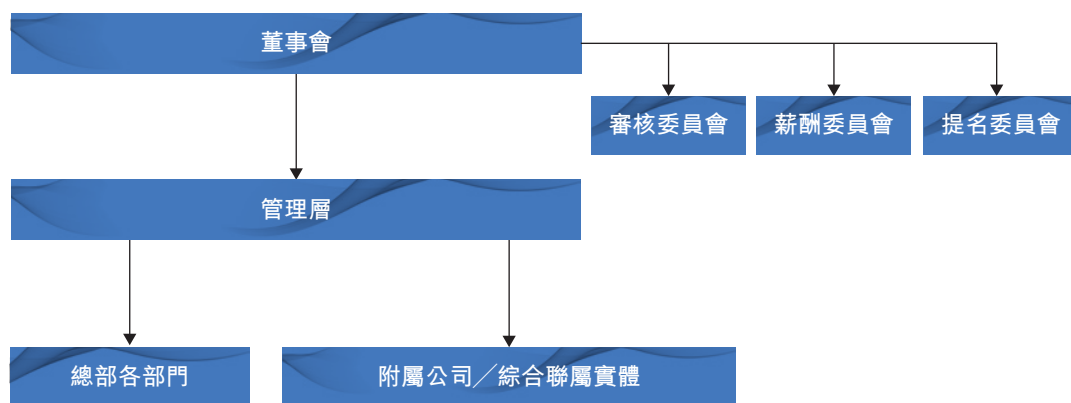 董事會
審核委員會
薪酬委員會
提名委員會
管理層
總部各部門
附屬公司／綜合聯屬實體